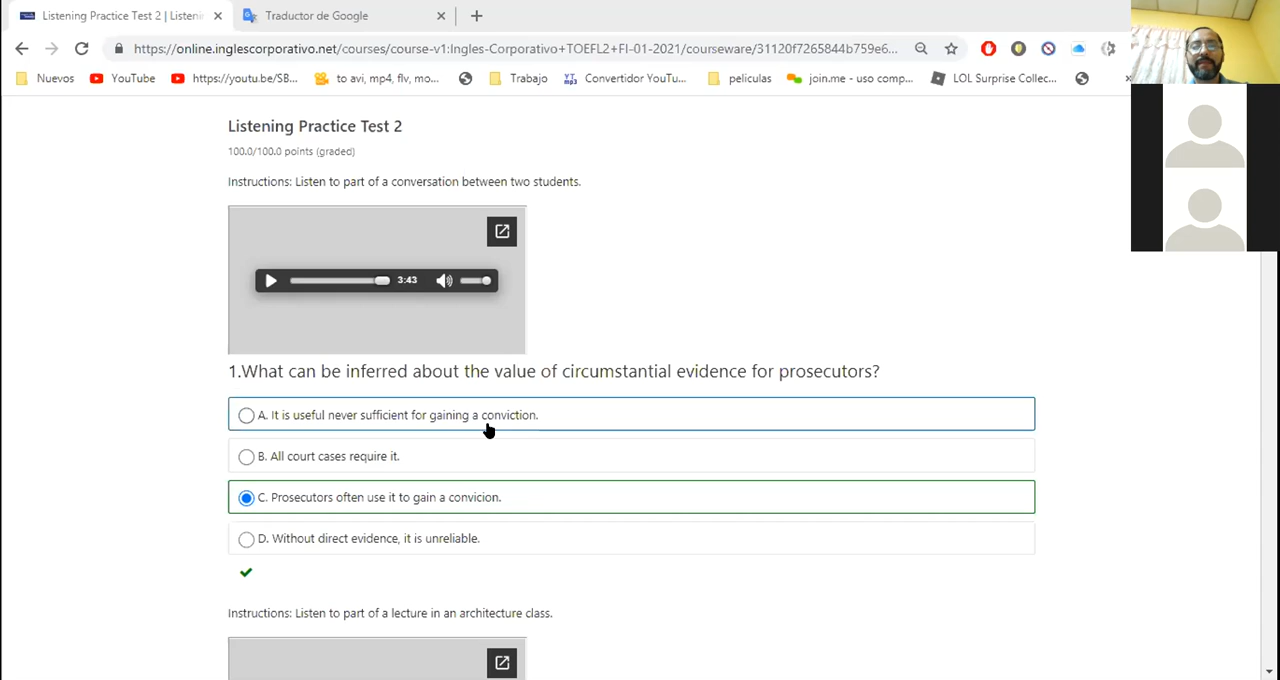 Listening Practice Test 2 | Listenin
Traductor de Google
https://online.inglescorporativo.net/courses/course-v1:Ingles-Corporativo+TOEFL2+FI-01-2021/courseware/31120f7265844b759e6...
Nuevos
YouTube
https://youtu.be/SB...
to avi, mp4, flv, mo...
Trabajo
Convertidor YouTu...
peliculas
join.me - uso comp...
LOL Surprise Collec...
Listening Practice Test 2
100.0/100.0 points (graded)
Instructions: Listen to part of a conversation between two students.
3:43
1.What can be inferred about the value of circumstantial evidence for prosecutors?
A. It is useful never sufficient for gaining a conviction.
B. All court cases require it.
C. Prosecutors often use it to gain a convicion.
D. Without direct evidence, it is unreliable.
Instructions: Listen to part of a lecture in an architecture class.